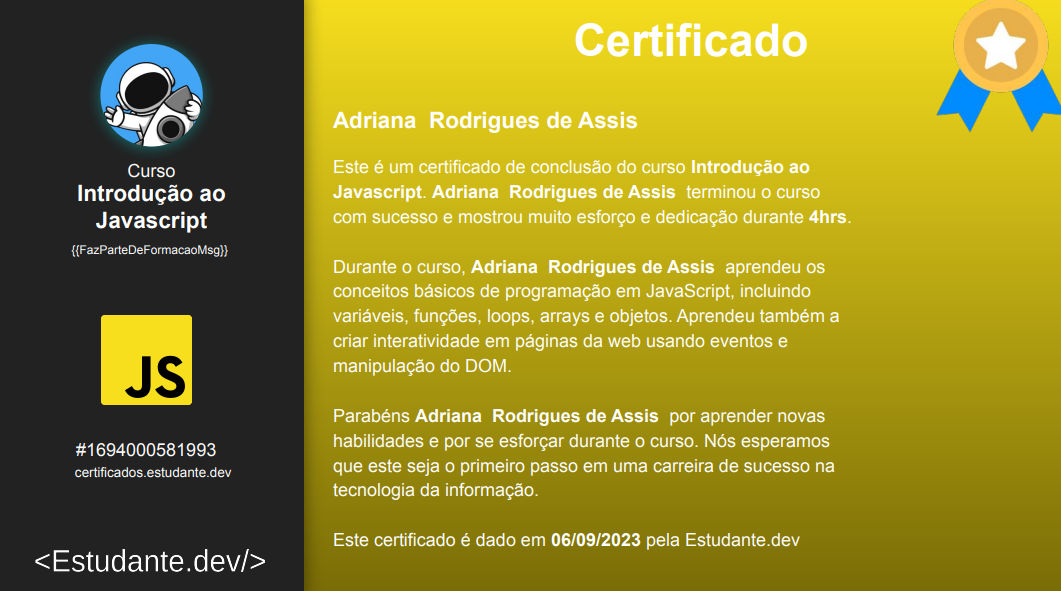 Curso
Introdução ao
Javascript
{{FazParteDeFormacaoMsg}}
JS
#1694000581993
certificados.estudante.dev
<Estudante.dev/>
Certificado
Adriana  Rodrigues de Assis
Este é um certificado de conclusão do curso Introdução ao
Javascript. Adriana  Rodrigues de Assis  terminou o curso
com sucesso e mostrou muito esforço e dedicação durante 4hrs.
Durante o curso, Adriana  Rodrigues de Assis  aprendeu os
conceitos básicos de programação em JavaScript, incluindo
variáveis, funções, loops, arrays e objetos. Aprendeu também a
criar interatividade em páginas da web usando eventos e
manipulação do DOM.
Parabéns Adriana  Rodrigues de Assis  por aprender novas
habilidades e por se esforçar durante o curso. Nós esperamos
que este seja o primeiro passo em uma carreira de sucesso na
tecnologia da informação.
Este certificado é dado em 06/09/2023 pela Estudante.dev